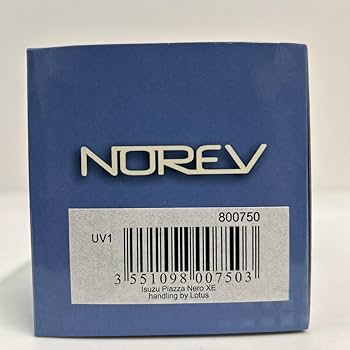 NOREV
800750
UV1
3 551098 007503
Isuzu Piazza Nero XE
handling by Lotus